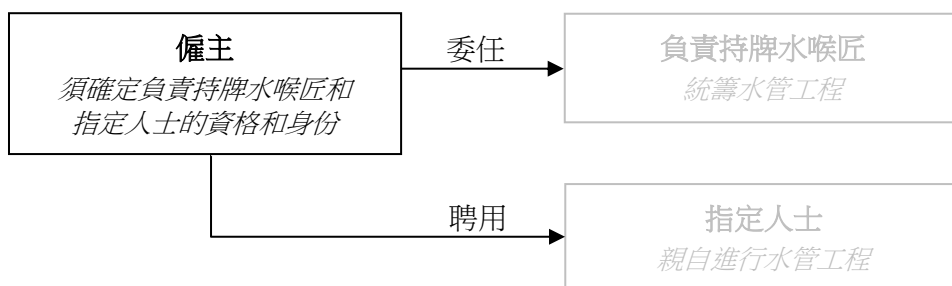 僱主
須確定負責持牌水喉匠和
指定人士的資格和身份
委任
負責持牌水喉匠
統籌水管工程
聘用
指定人士
親自進行水管工程